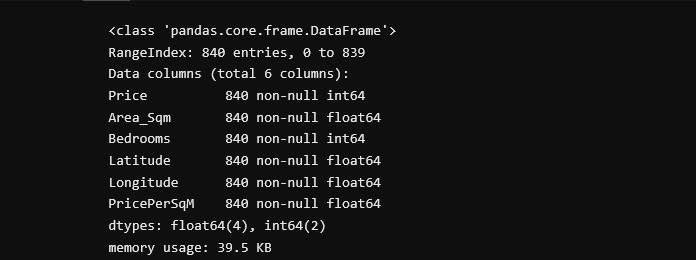 <class 'pandas.core.frame.DataFrame'>
RangeIndex: 840 entries, 0 to 839
Data columns (total 6 columns):
Price          840 non-null int64
Area_Sqm       840 non-null float64
Bedrooms       840 non-null int64
Latitude       840 non-null float64
Longitude      840 non-null float64
PricePerSqM    840 non-null float64
dtypes: float64(4), int64(2)
memory usage: 39.5 KB